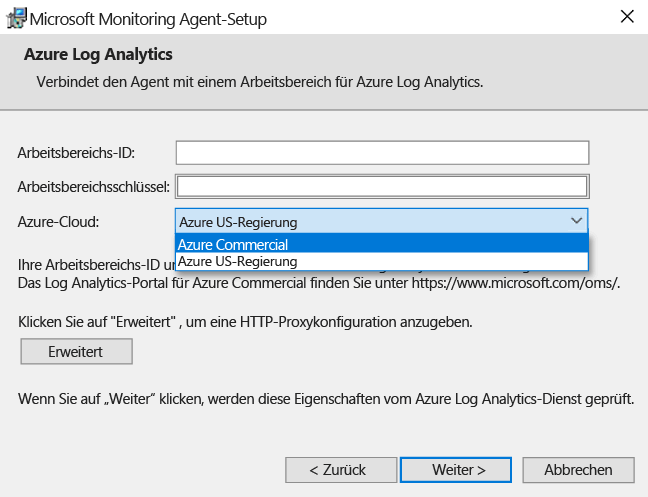 Microsoft Monitoring Agent-Setup
Azure Log Analytics
Verbindet den Agent mit einem Arbeitsbereich für Azure Log Analytics.
Arbeitsbereichs-ID:
Arbeitsbereichsschlüssel:
Azure-Cloud: Azure US-Regierung
Azure Commercial
Azure US-Regierung
Ihre Arbeitsbereichs-ID
Das Log Analytics-Portal für Azure Commercial finden Sie unter https://www.microsoft.com/oms/.
Klicken Sie auf "Erweitert" , um eine HTTP-Proxykonfiguration anzugeben.
Erweitert
Wenn Sie auf „Weiter“ klicken, werden diese Eigenschaften vom Azure Log Analytics-Dienst geprüft.
< Zurück Weiter > Abbrechen